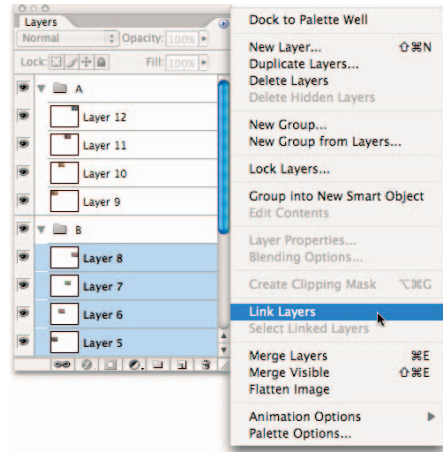 Layers
Normal
Opacity: 100%
Lock:
Fill: 100%
A
Layer 12
Layer 11
Layer 10
Layer 9
B
Layer 8
Layer 7
Layer 6
Layer 5
Dock to Palette Well
New Layer... ⇧⌘N
Duplicate Layers...
Delete Layers
Delete Hidden Layers
New Group...
New Group from Layers...
Lock Layers...
Group into New Smart Object
Edit Contents
Layer Properties...
Blending Options...
Create Clipping Mask ⌥⌘G
Link Layers
Select Linked Layers
Merge Layers ⌘E
Merge Visible ⇧⌘E
Flatten Image
Animation Options
Palette Options...